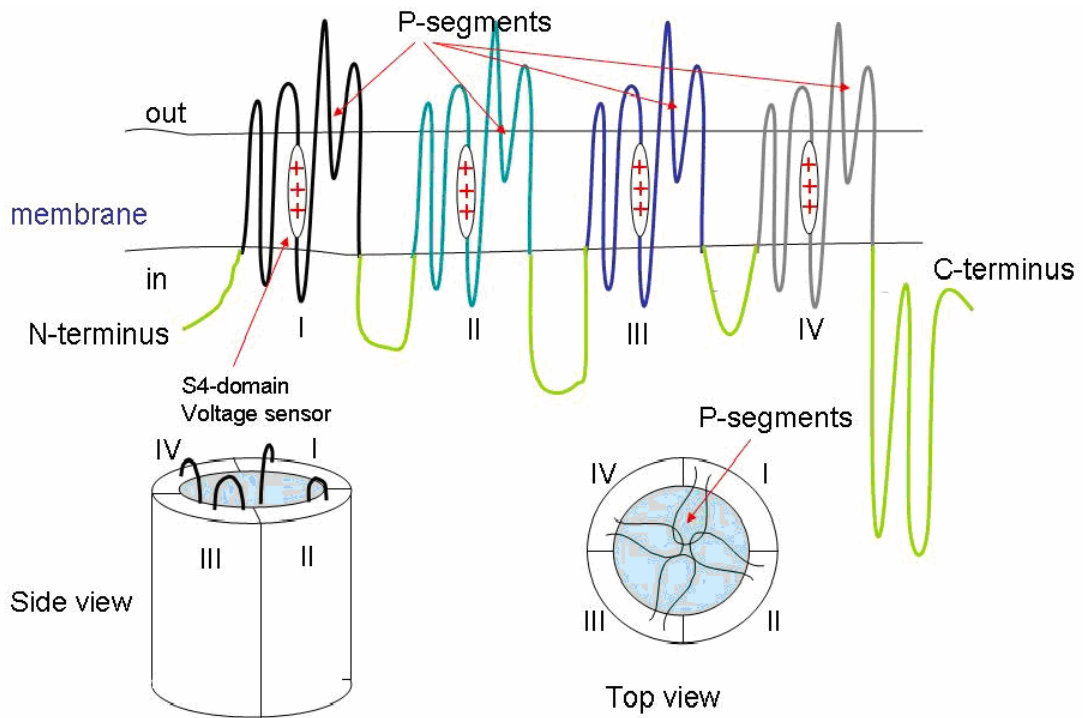 P-segments
out
+ + +
+ + +
+ + +
+ + +
membrane
in
C-terminus
N-terminus
I
II
III
IV
S4-domain
Voltage sensor
P-segments
IV
I
III
II
Side view
IV
I
III
II
Top view